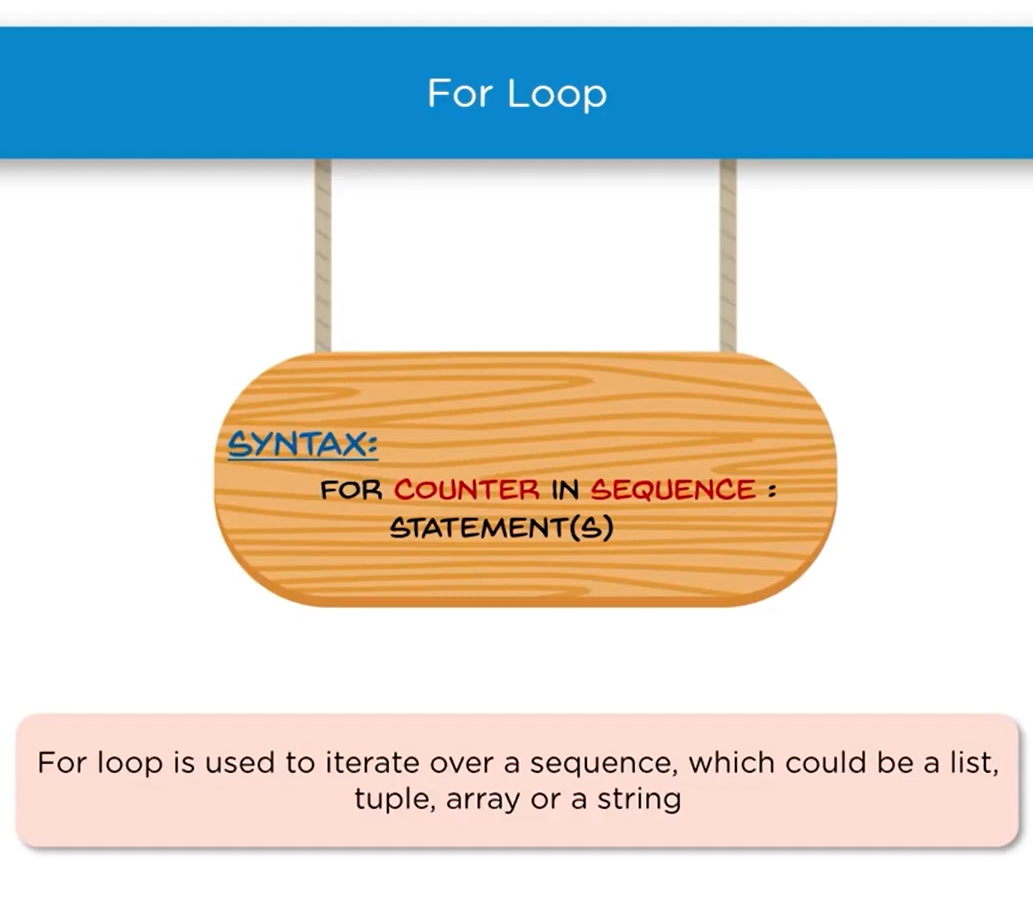 For Loop
SYNTAX:
FOR COUNTER IN SEQUENCE :
STATEMENT(S)
For loop is used to iterate over a sequence, which could be a list,
tuple, array or a string